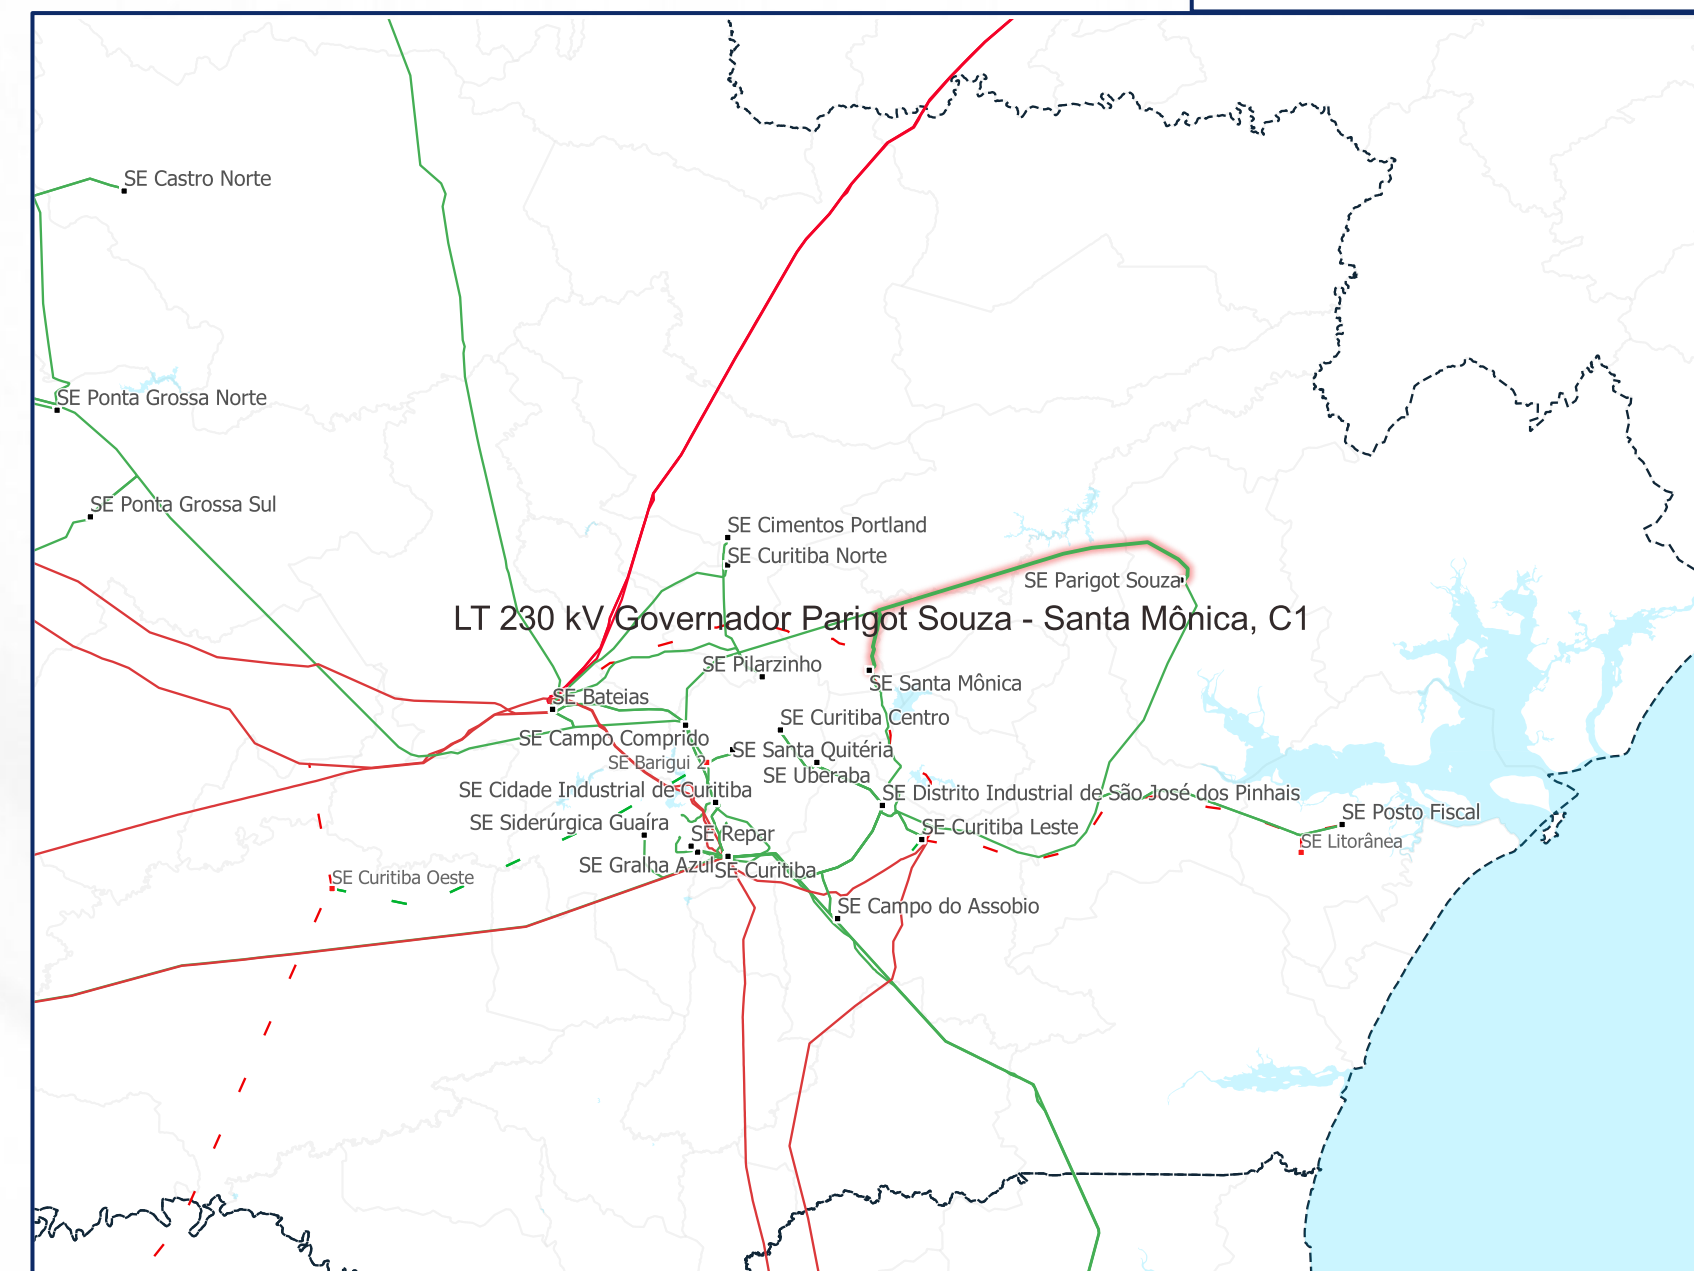 SE Castro Norte
SE Ponta Grossa Norte
SE Ponta Grossa Sul
SE Cimentos Portland
SE Curitiba Norte
SE Parigot Souza
LT 230 kV Governador Parigot Souza - Santa Mônica, C1
SE Pilarzinho
SE Santa Mônica
SE Bateias
SE Curitiba Centro
SE Campo Comprido
SE Santa Quitéria
SE Barigui 2
SE Uberaba
SE Cidade Industrial de Curitiba
SE Distrito Industrial de São José dos Pinhais
SE Posto Fiscal
SE Siderúrgica Guaíra
SE Repar
SE Curitiba Leste
SE Litorânea
SE Gralha Azul
SE Curitiba
SE Curitiba Oeste
SE Campo do Assobio